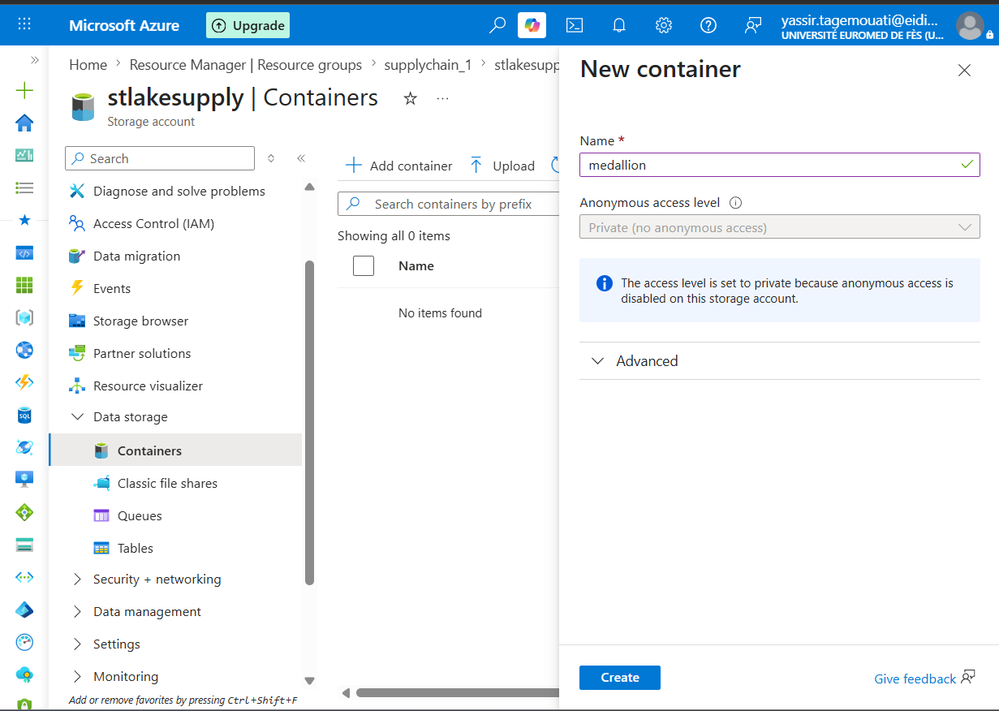 Microsoft Azure
Upgrade
yassir.tagemouati@eidi...
UNIVERSITÉ EUROMED DE FÈS (U...
Home > Resource Manager | Resource groups > supplychain_1 > stlakesupp
stlakesupply | Containers
Storage account
Search
Diagnose and solve problems
Access Control (IAM)
Data migration
Events
Storage browser
Partner solutions
Resource visualizer
Data storage
Containers
Classic file shares
Queues
Tables
Security + networking
Data management
Settings
Monitoring
Add or remove favorites by pressing Ctrl+Shift+F
Add container
Upload
Search containers by prefix
Showing all 0 items
Name
No items found
New container
Name *
medallion
Anonymous access level
Private (no anonymous access)
The access level is set to private because anonymous access is
disabled on this storage account.
Advanced
Create
Give feedback